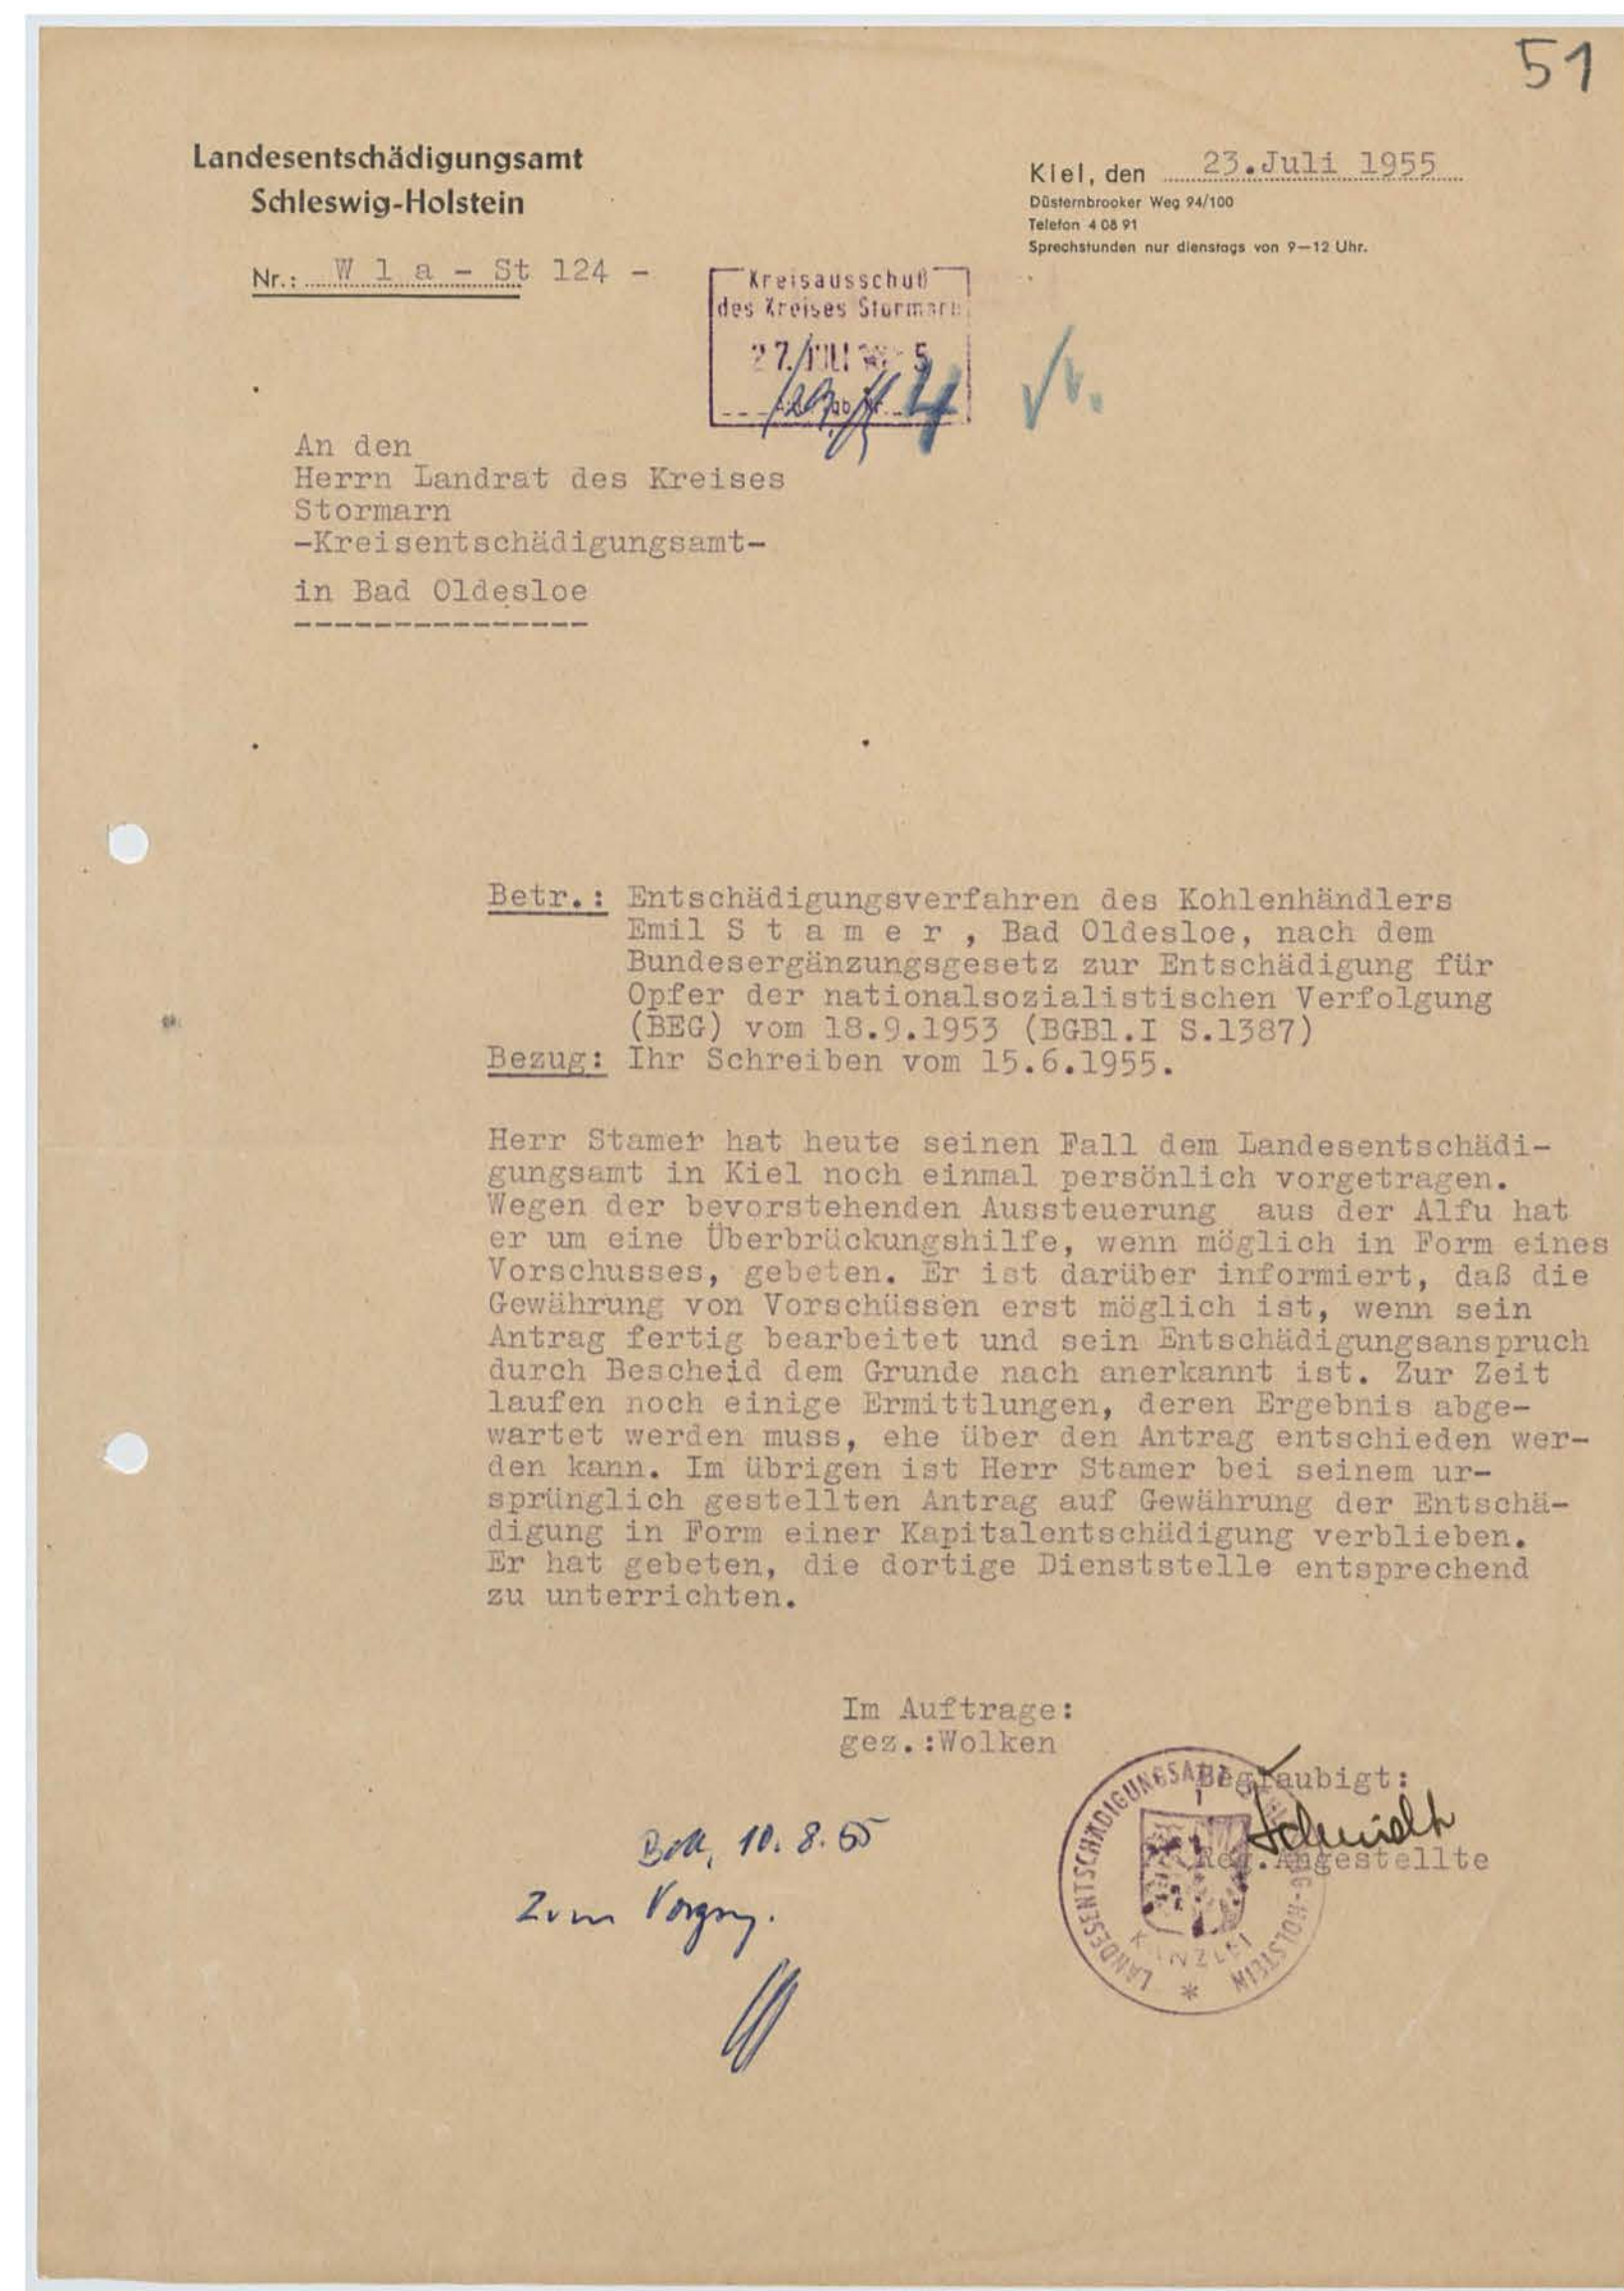 51
Landesentschädigungsamt
Schleswig-Holstein
Kiel, den 23.Juli 1955
Düsternbrooker Weg 94/100
Telefon 4 08 91
Sprechstunden nur dienstags von 9—12 Uhr.
Nr.: W 1 a - St 124 -
Kreisausschuß
des Kreises Stormarn
27.
4
An den
Herrn Landrat des Kreises
Stormarn
-Kreisentschädigungsamt-
in Bad Oldesloe
Betr.: Entschädigungsverfahren des Kohlenhändlers
Emil S t a m e r , Bad Oldesloe, nach dem
Bundesergänzungsgesetz zur Entschädigung für
Opfer der nationalsozialistischen Verfolgung
(BEG) vom 18.9.1953 (BGBl.I S.1387)
Bezug: Ihr Schreiben vom 15.6.1955.
Herr Stamer hat heute seinen Fall dem Landesentschädi-
gungsamt in Kiel noch einmal persönlich vorgetragen.
Wegen der bevorstehenden Aussteuerung aus der Alfu hat
er um eine Überbrückungshilfe, wenn möglich in Form eines
Vorschusses, gebeten. Er ist darüber informiert, daß die
Gewährung von Vorschüssen erst möglich ist, wenn sein
Antrag fertig bearbeitet und sein Entschädigungsanspruch
durch Bescheid dem Grunde nach anerkannt ist. Zur Zeit
laufen noch einige Ermittlungen, deren Ergebnis abge-
wartet werden muss, ehe über den Antrag entschieden wer-
den kann. Im übrigen ist Herr Stamer bei seinem ur-
sprünglich gestellten Antrag auf Gewährung der Entschä-
digung in Form einer Kapitalentschädigung verblieben.
Er hat gebeten, die dortige Dienststelle entsprechend
zu unterrichten.
Im Auftrage:
gez.:Wolken
Beglaubigt:
Schmidt
Reg.Angestellte
LANDESENTSCHÄDIGUNGSAMT SCHLESWIG-HOLSTEIN
KANZLEI
10. 8. 55
Zum Vorgang.